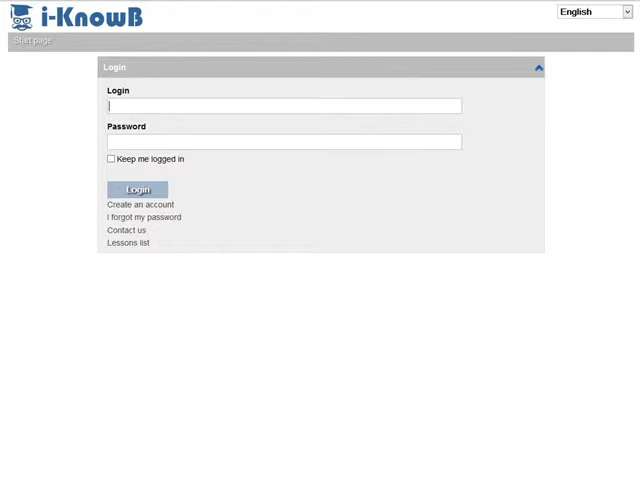 i-KnowB
English
Start page
Login
Login
Password
Keep me logged in
Login
Create an account
I forgot my password
Contact us
Lessons list